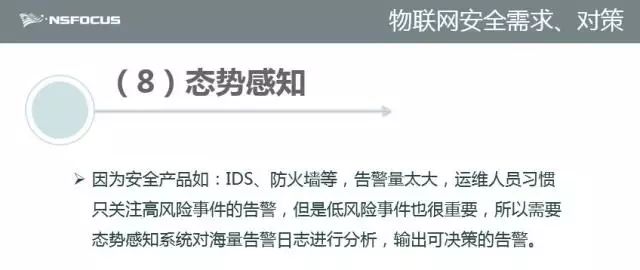 NSFOCUS
物联网安全需求、对策
（8）态势感知
因为安全产品如：IDS、防火墙等，告警量太大，运维人员习惯
只关注高风险事件的告警，但是低风险事件也很重要，所以需要
态势感知系统对海量告警日志进行分析，输出可决策的告警。